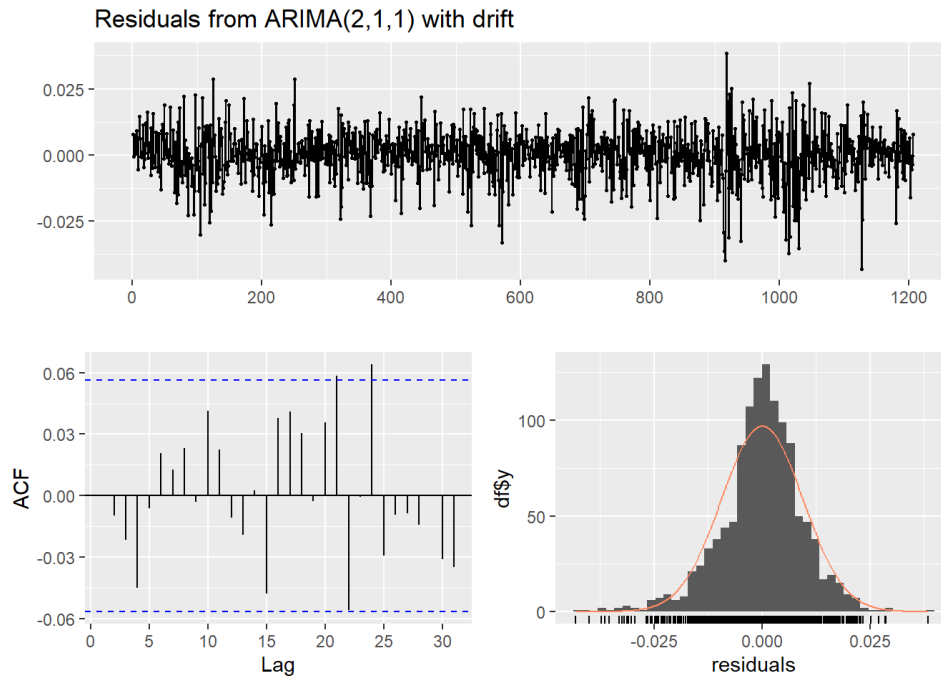 Residuals from ARIMA(2,1,1) with drift
0.025
0.000
-0.025
0 200 400 600 800 1000 1200
ACF
0.06
0.03
0.00
-0.03
-0.06
0 5 10 15 20 25 30
Lag
df$y
100
50
0
-0.025 0.000 0.025
residuals